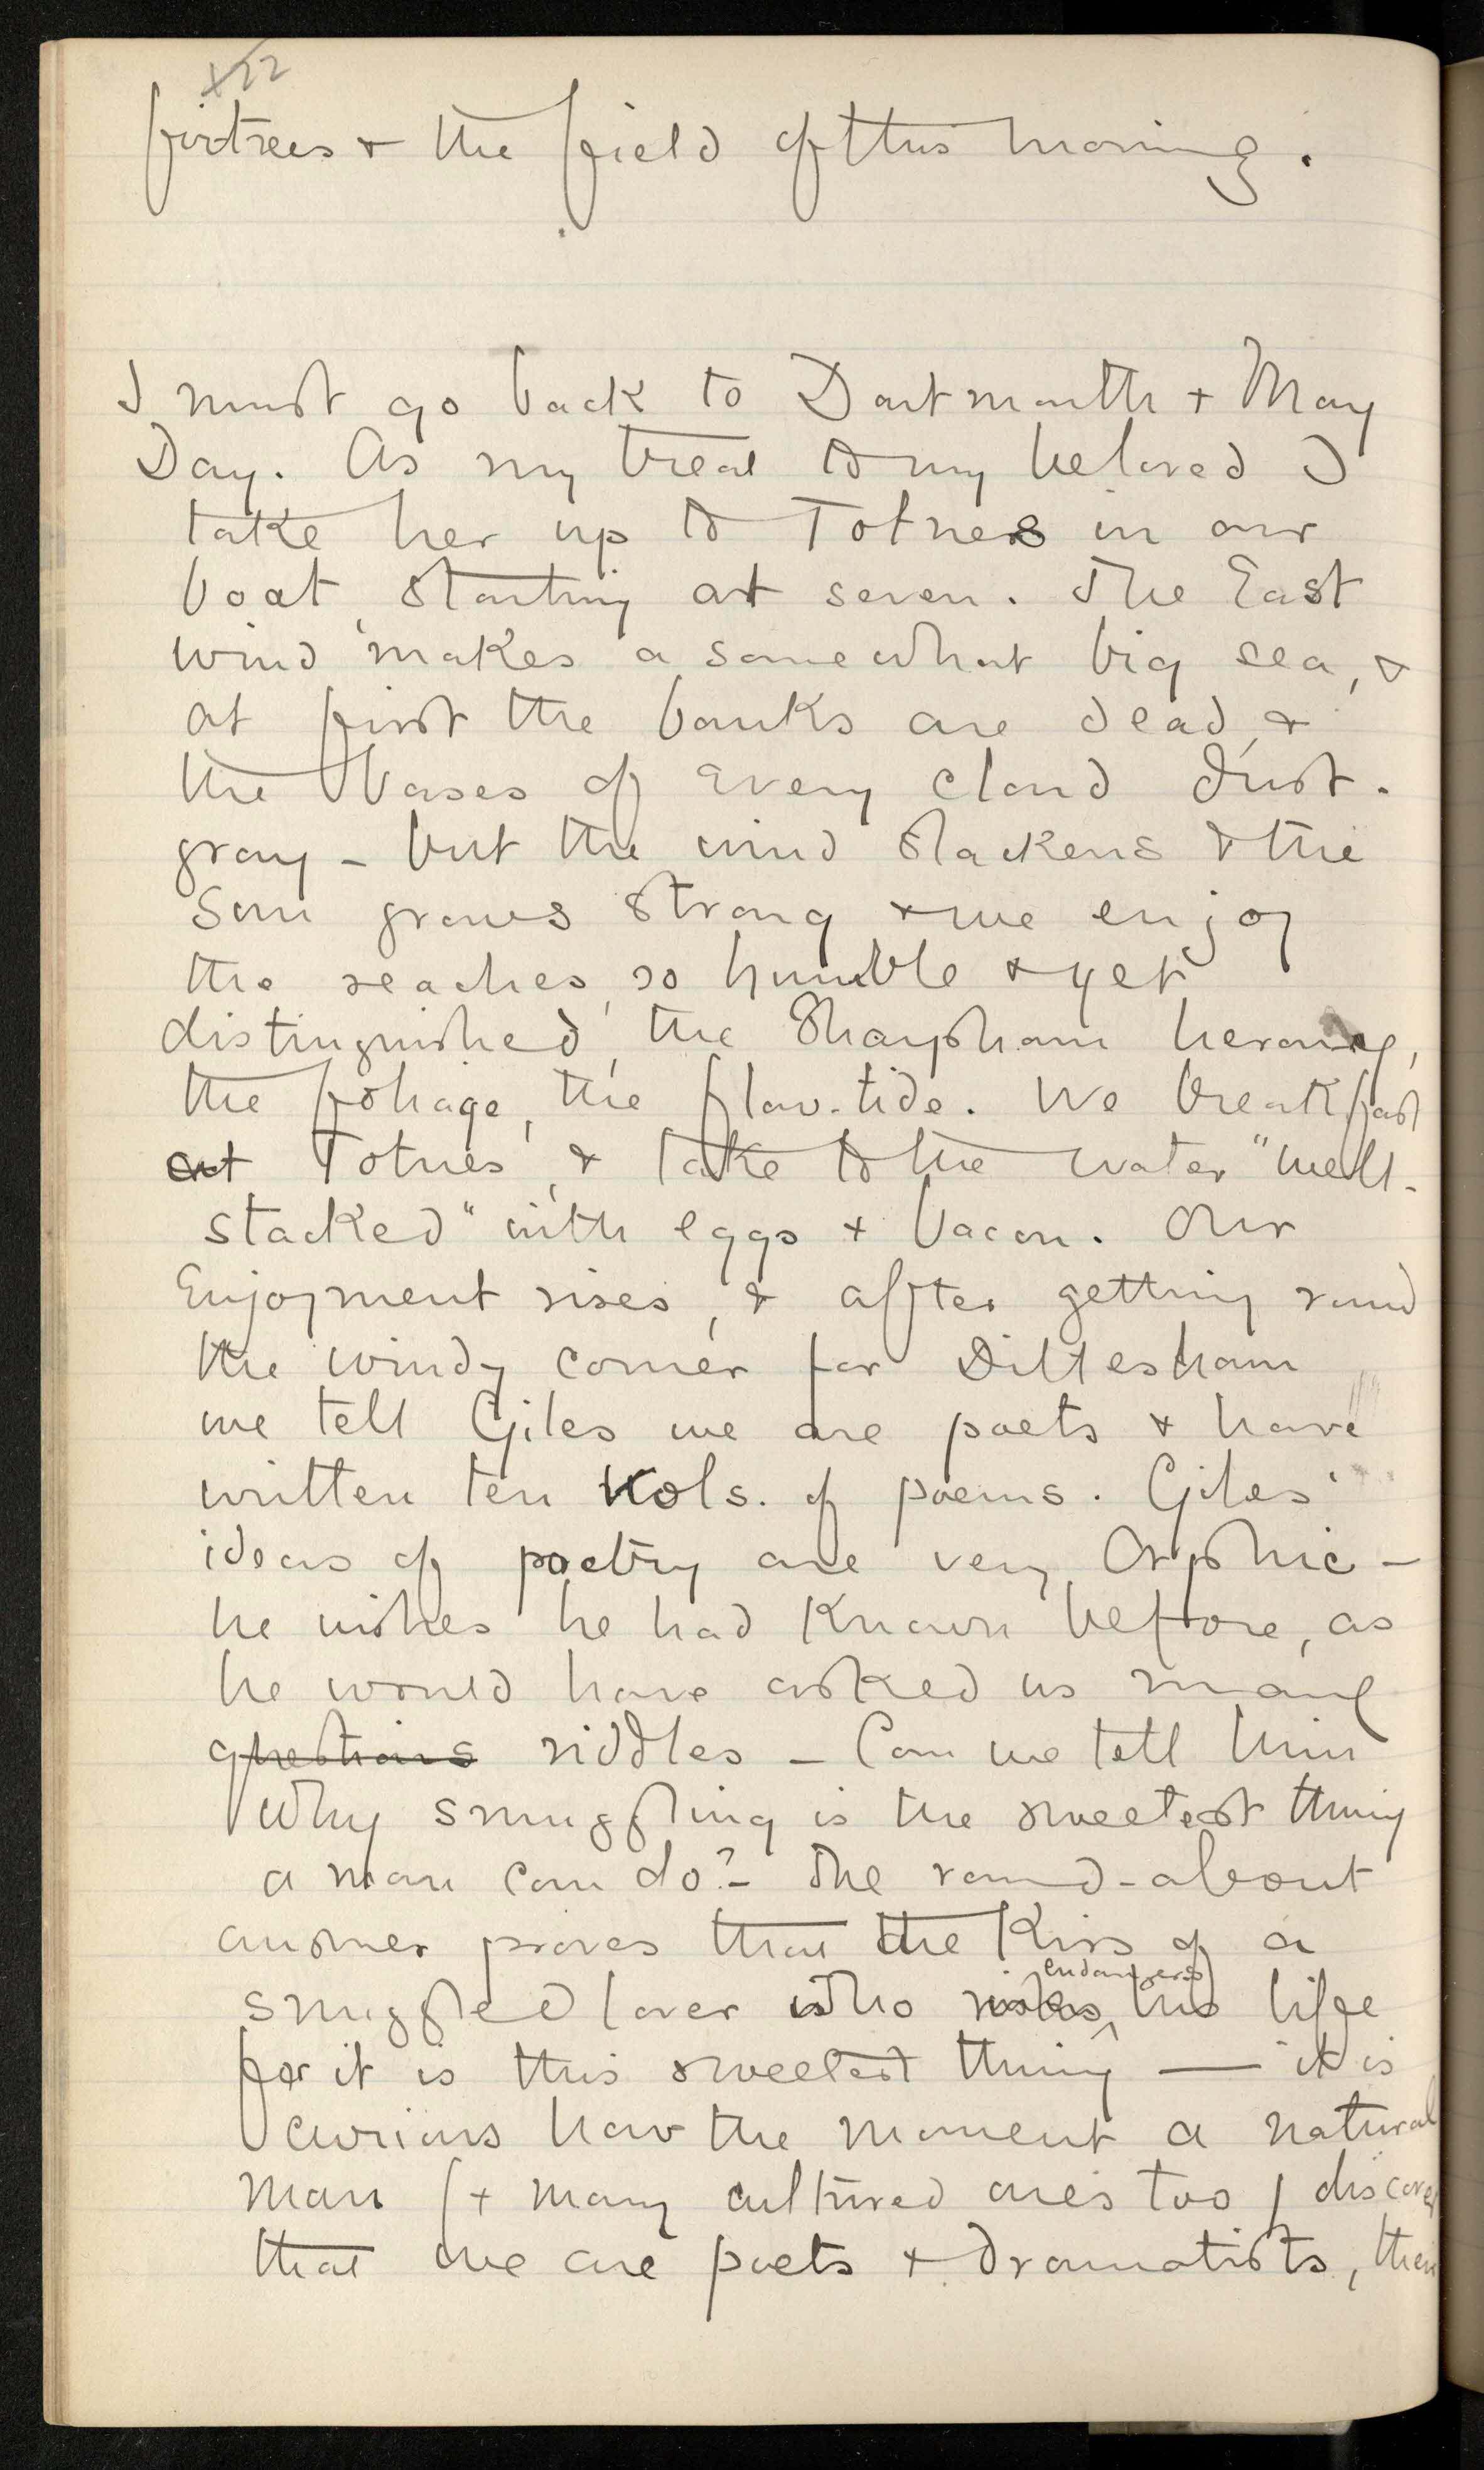 firtrees & the field of this morning.
I must go back to Dartmouth & May
Day. As my treat to my beloved I
take her up to Totnes in our
boat, starting at seven. The East
wind makes a somewhat big sea, &
at first the banks are dead, &
the bases of every cloud dust-
gray – but the wind slackens & the
sun grows strong & we enjoy
the reaches, so humble & yet
distinguished, the Sharpham heronry,
the foliage, the flow-tide. We breakfast
at Totnes, & take to the water "well-
stacked" with eggs & bacon. Our
enjoyment rises, & after getting round
the windy corner for Dittesham
we tell Giles we are poets & have
written ten vols. of poems. Giles'
ideas of poetry are very Orphic –
he wishes he had known before, as
he would have asked us many
questions riddles – Can we tell him
why smuggling is the sweetest thing
a man can do? – The round-about
answer proves that the kiss of a
smuggled lover who risks endangers his life
for it is this sweetest thing — it is
curious how the moment a natural
man (& many cultured ones too) discover
that we are poets & dramatists, then